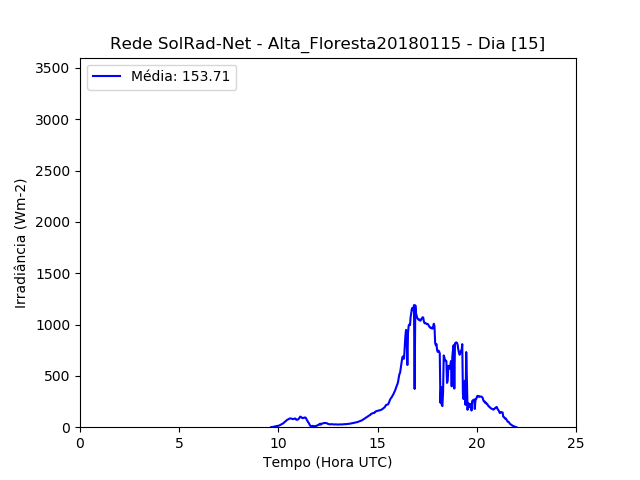 Rede SolRad-Net - Alta_Floresta20180115 - Dia [15]
Média: 153.71
3500
3000
2500
2000
1500
1000
500
0
Irradiância (Wm-2)
0 5 10 15 20 25
Tempo (Hora UTC)